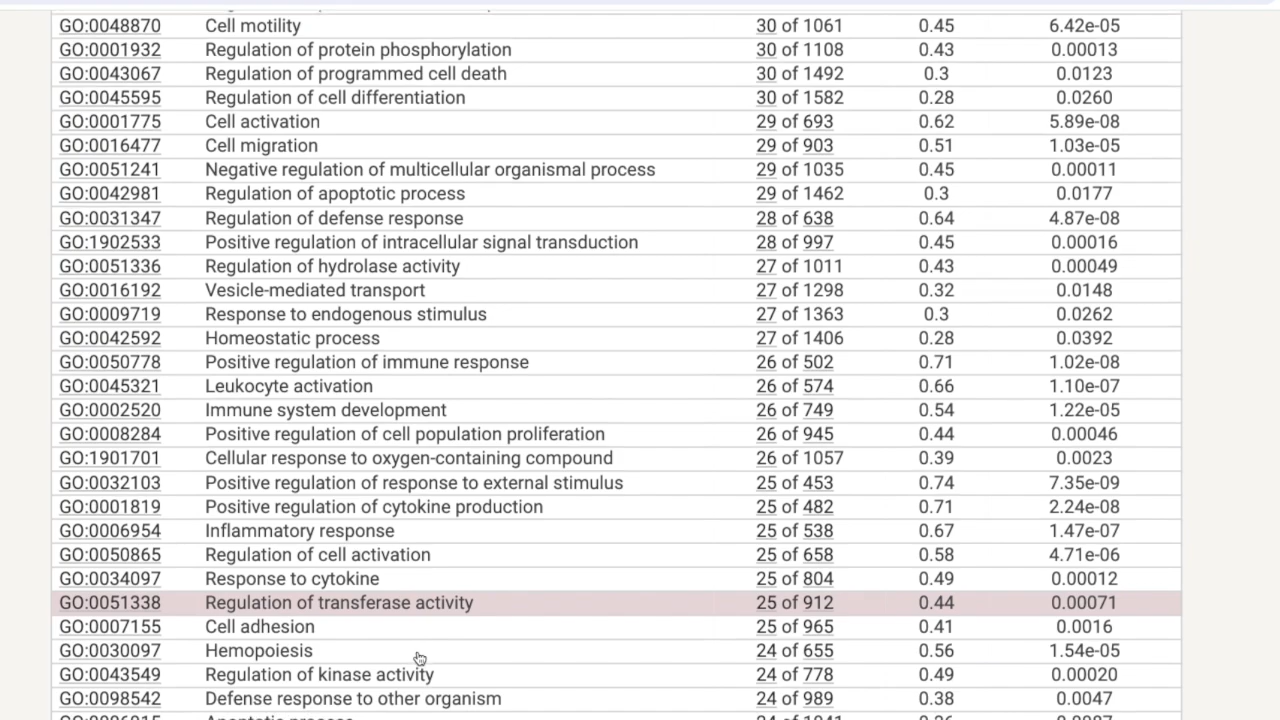 GO:0048870 Cell motility 30 of 1061 0.45 6.42e-05
GO:0001932 Regulation of protein phosphorylation 30 of 1108 0.43 0.00013
GO:0043067 Regulation of programmed cell death 30 of 1492 0.3 0.0123
GO:0045595 Regulation of cell differentiation 30 of 1582 0.28 0.0260
GO:0001775 Cell activation 29 of 693 0.62 5.89e-08
GO:0016477 Cell migration 29 of 903 0.51 1.03e-05
GO:0051241 Negative regulation of multicellular organismal process 29 of 1035 0.45 0.00011
GO:0042981 Regulation of apoptotic process 29 of 1462 0.3 0.0177
GO:0031347 Regulation of defense response 28 of 638 0.64 4.87e-08
GO:1902533 Positive regulation of intracellular signal transduction 28 of 997 0.45 0.00016
GO:0051336 Regulation of hydrolase activity 27 of 1011 0.43 0.00049
GO:0016192 Vesicle-mediated transport 27 of 1298 0.32 0.0148
GO:0009719 Response to endogenous stimulus 27 of 1363 0.3 0.0262
GO:0042592 Homeostatic process 27 of 1406 0.28 0.0392
GO:0050778 Positive regulation of immune response 26 of 502 0.71 1.02e-08
GO:0045321 Leukocyte activation 26 of 574 0.66 1.10e-07
GO:0002520 Immune system development 26 of 749 0.54 1.22e-05
GO:0008284 Positive regulation of cell population proliferation 26 of 945 0.44 0.00046
GO:1901701 Cellular response to oxygen-containing compound 26 of 1057 0.39 0.0023
GO:0032103 Positive regulation of response to external stimulus 25 of 453 0.74 7.35e-09
GO:0001819 Positive regulation of cytokine production 25 of 482 0.71 2.24e-08
GO:0006954 Inflammatory response 25 of 538 0.67 1.47e-07
GO:0050865 Regulation of cell activation 25 of 658 0.58 4.71e-06
GO:0034097 Response to cytokine 25 of 804 0.49 0.00012
GO:0051338 Regulation of transferase activity 25 of 912 0.44 0.00071
GO:0007155 Cell adhesion 25 of 965 0.41 0.0016
GO:0030097 Hemopoiesis 24 of 655 0.56 1.54e-05
GO:0043549 Regulation of kinase activity 24 of 778 0.49 0.00020
GO:0098542 Defense response to other organism 24 of 989 0.38 0.0047